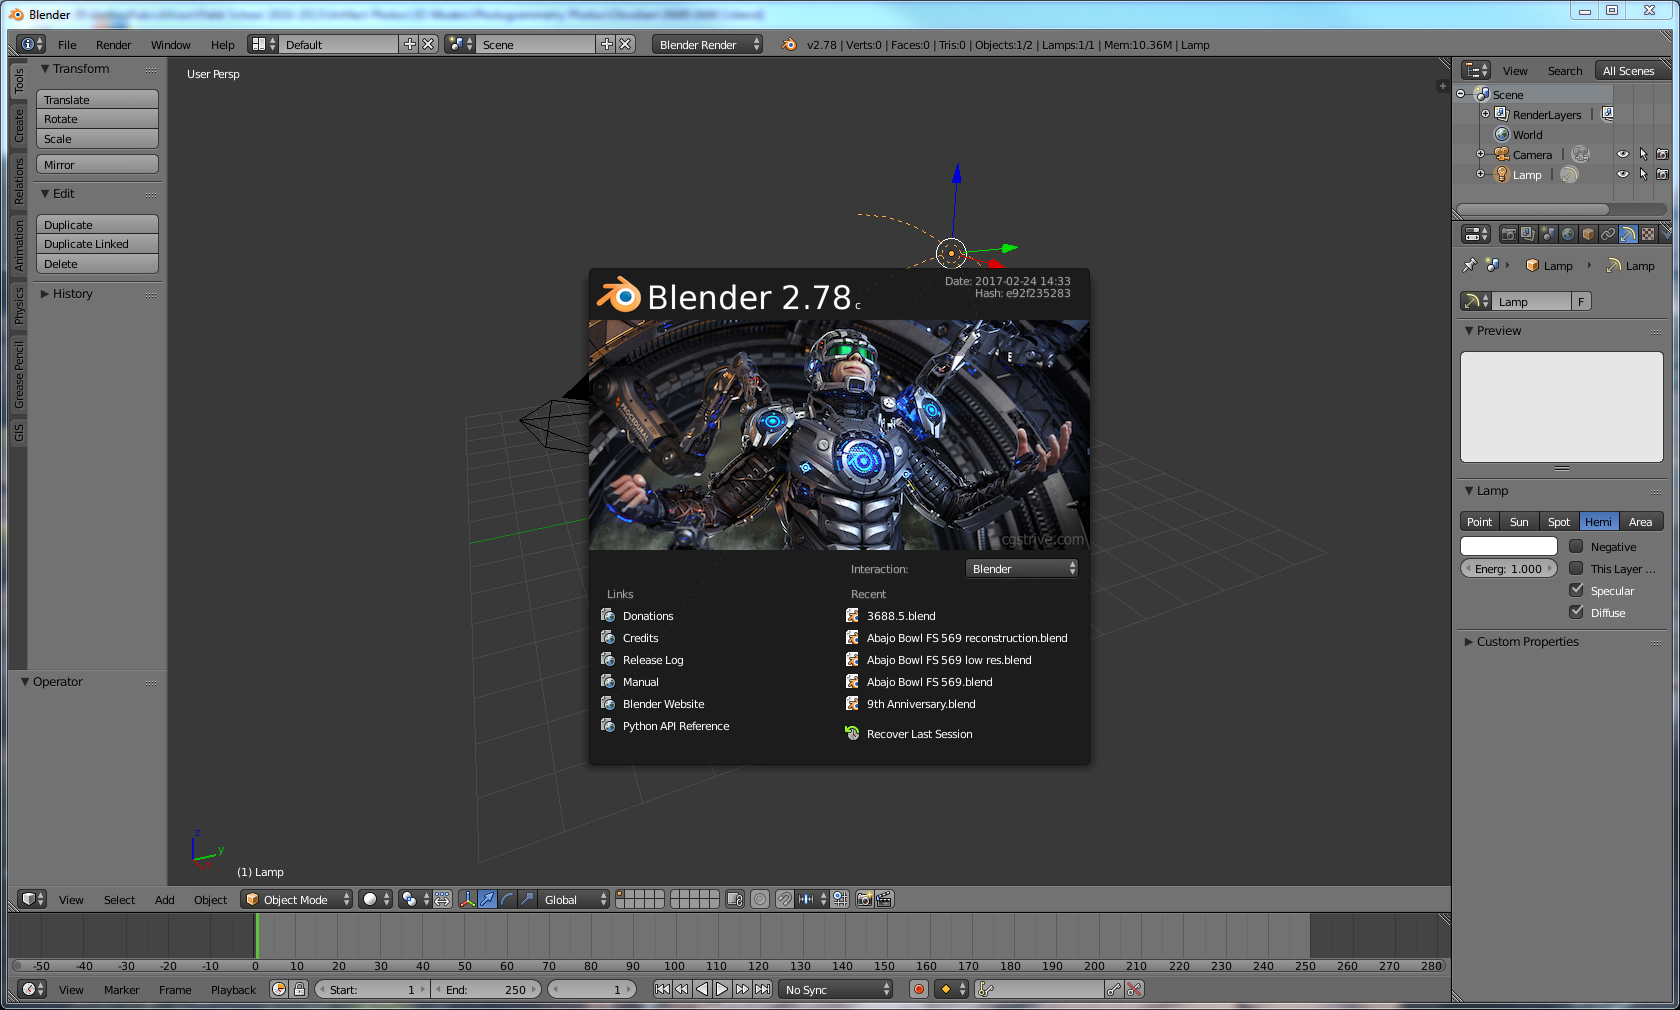 Blender
File Render Window Help Default Scene Blender Render v2.78 | Verts:0 | Faces:0 | Tris:0 | Objects:1/2 | Lamps:1/1 | Mem:10.36M | Lamp
Tools
Create
Relations
Animation
Physics
Grease Pencil
GIS
Transform
Translate
Rotate
Scale
Mirror
Edit
Duplicate
Duplicate Linked
Delete
History
Operator
User Persp
Blender 2.78 c
Date: 2017-02-24 14:33
Hash: e92f235283
PROCEDURAL
cgstrive.com
Interaction: Blender
Links
Donations
Credits
Release Log
Manual
Blender Website
Python API Reference
Recent
3688.5.blend
Abajo Bowl FS 569 reconstruction.blend
Abajo Bowl FS 569 low res.blend
Abajo Bowl FS 569.blend
9th Anniversary.blend
Recover Last Session
z
y
(1) Lamp
View Search All Scenes
Scene
RenderLayers |
World
Camera |
Lamp |
Lamp Lamp
Lamp F
Preview
Lamp
Point Sun Spot Hemi Area
Negative
Energ: 1.000 This Layer ...
Specular
Diffuse
Custom Properties
View Select Add Object Object Mode Global
-50 -40 -30 -20 -10 0 10 20 30 40 50 60 70 80 90 100 110 120 130 140 150 160 170 180 190 200 210 220 230 240 250 260 270 280
View Marker Frame Playback Start: 1 End: 250 1 No Sync